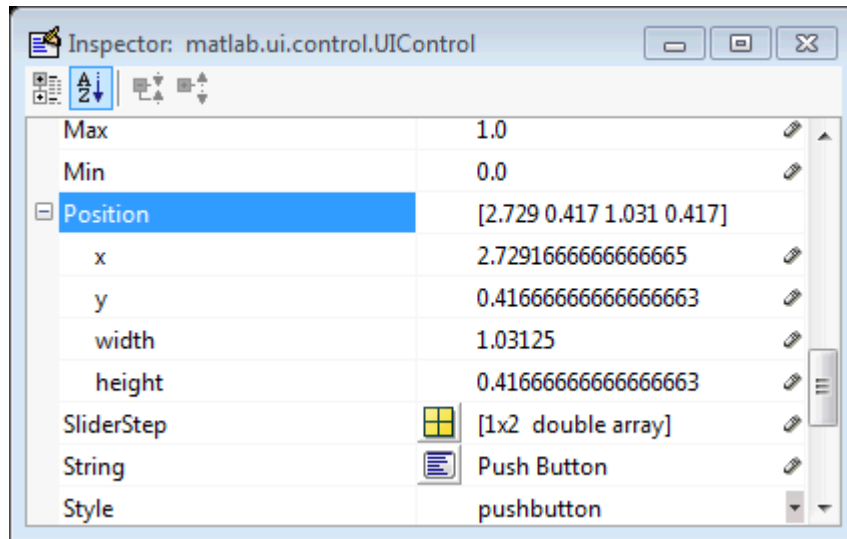 Inspector: matlab.ui.control.UIControl
Max 1.0
Min 0.0
Position [2.729 0.417 1.031 0.417]
x 2.7291666666666665
y 0.41666666666666663
width 1.03125
height 0.41666666666666663
SliderStep [1x2 double array]
String Push Button
Style pushbutton